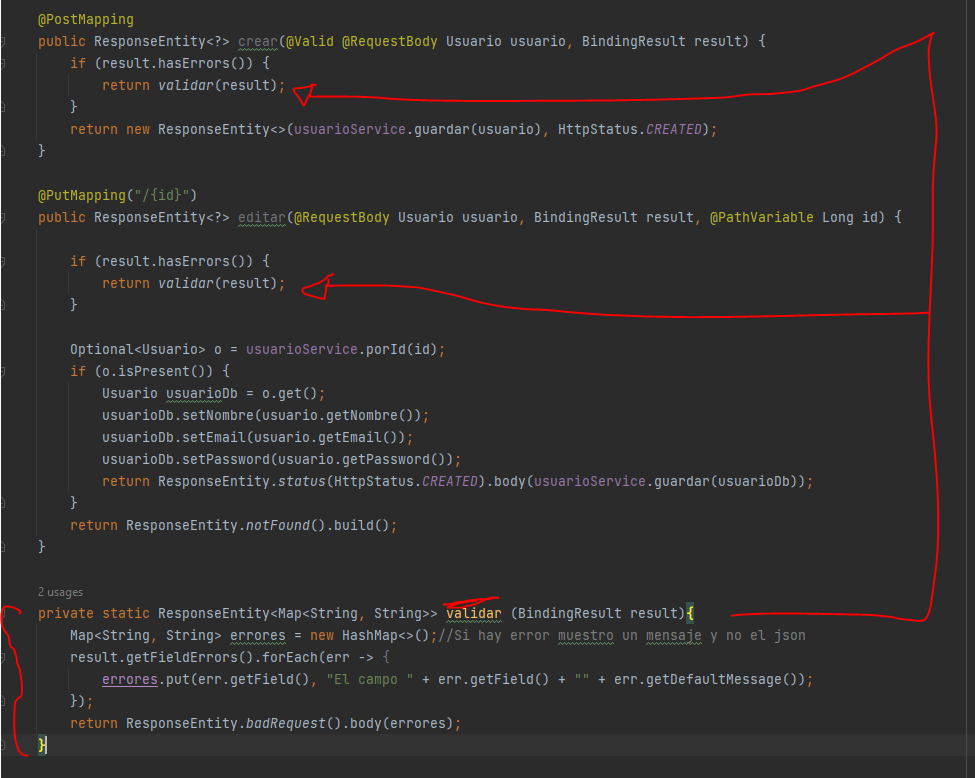 @PostMapping
public ResponseEntity<?> crear(@Valid @RequestBody Usuario usuario, BindingResult result) {
    if (result.hasErrors()) {
        return validar(result);
    }
    return new ResponseEntity<>(usuarioService.guardar(usuario), HttpStatus.CREATED);
}
@PutMapping("/{id}")
public ResponseEntity<?> editar(@RequestBody Usuario usuario, BindingResult result, @PathVariable Long id) {
    if (result.hasErrors()) {
        return validar(result);
    }
    Optional<Usuario> o = usuarioService.porId(id);
    if (o.isPresent()) {
        Usuario usuarioDb = o.get();
        usuarioDb.setNombre(usuario.getNombre());
        usuarioDb.setEmail(usuario.getEmail());
        usuarioDb.setPassword(usuario.getPassword());
        return ResponseEntity.status(HttpStatus.CREATED).body(usuarioService.guardar(usuarioDb));
    }
    return ResponseEntity.notFound().build();
}
2 usages
private static ResponseEntity<Map<String, String>> validar (BindingResult result){
    Map<String, String> errores = new HashMap<>();//Si hay error muestro un mensaje y no el json
    result.getFieldErrors().forEach(err -> {
        errores.put(err.getField(), "El campo " + err.getField() + "" + err.getDefaultMessage());
    });
    return ResponseEntity.badRequest().body(errores);
}